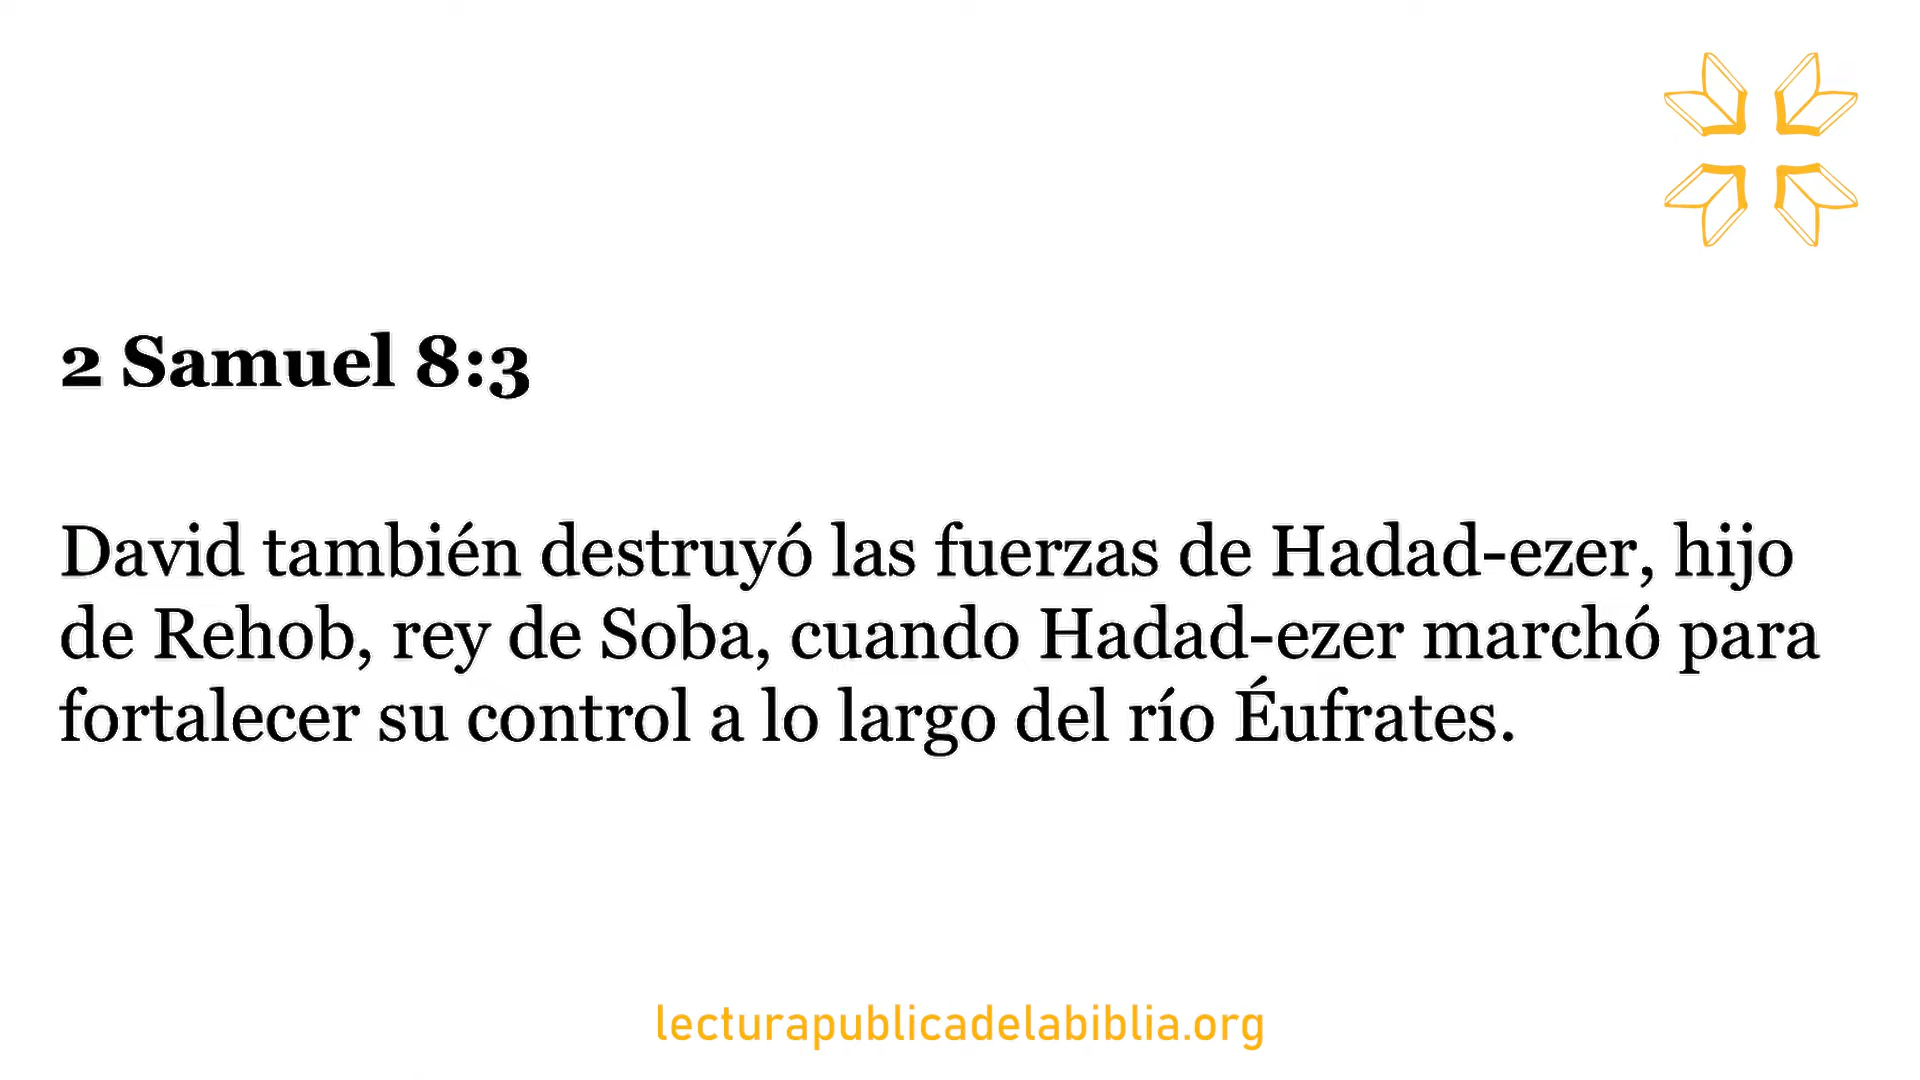 2 Samuel 8:3
David también destruyó las fuerzas de Hadad-ezer, hijo
de Rehob, rey de Soba, cuando Hadad-ezer marchó para
fortalecer su control a lo largo del río Éufrates.
lecturapublicadelabiblia.org